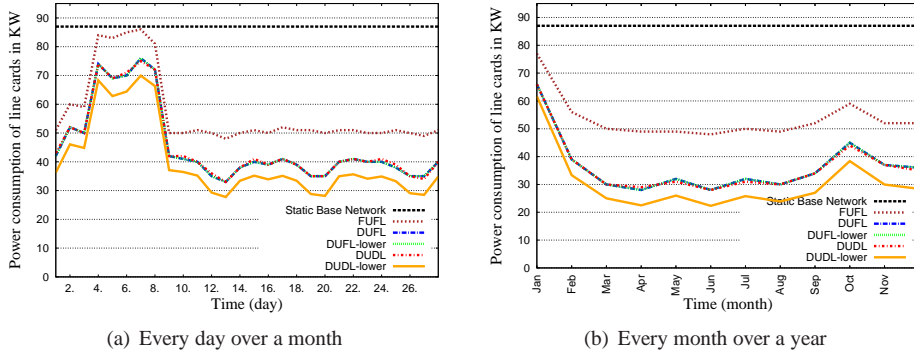 Power consumption of line cards in KW
90
80
70
60
50
40
30
20
10
0
Static Base Network
FUFL
DUFL
DUFL-lower
DUDL
DUDL-lower
2. 4. 6. 8. 10. 12. 14. 16. 18. 20. 22. 24. 26.
Time (day)
(a) Every day over a month
Power consumption of line cards in KW
90
80
70
60
50
40
30
20
10
0
Static Base Network
FUFL
DUFL
DUFL-lower
DUDL
DUDL-lower
Jan Feb Mar Apr May Jun Jul Aug Sep Oct Nov
Time (month)
(b) Every month over a year